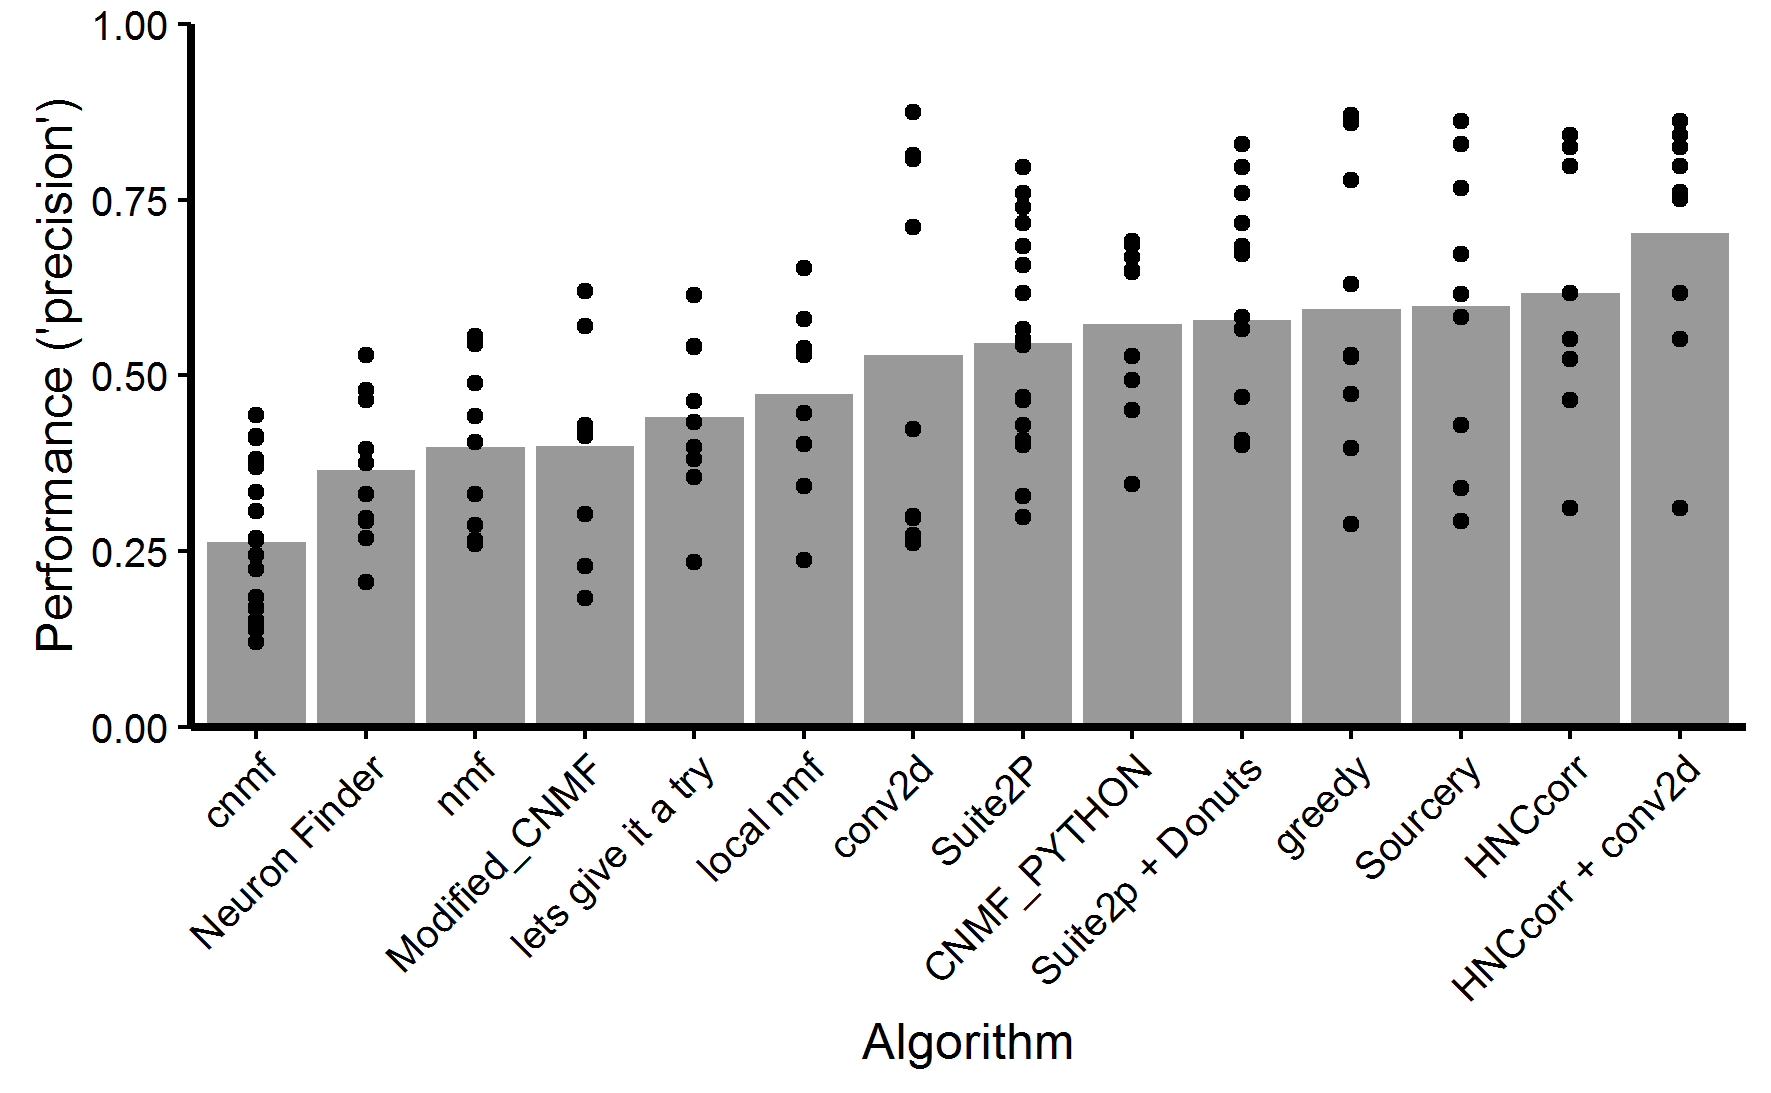 Performance ('precision')
1.00
0.75
0.50
0.25
0.00
cnmf
Neuron Finder
nmf
Modified_CNMF
lets give it a try
local nmf
conv2d
Suite2P
CNMF_PYTHON
Suite2p + Donuts
greedy
Sourcery
HNCcorr
HNCcorr + conv2d
Algorithm